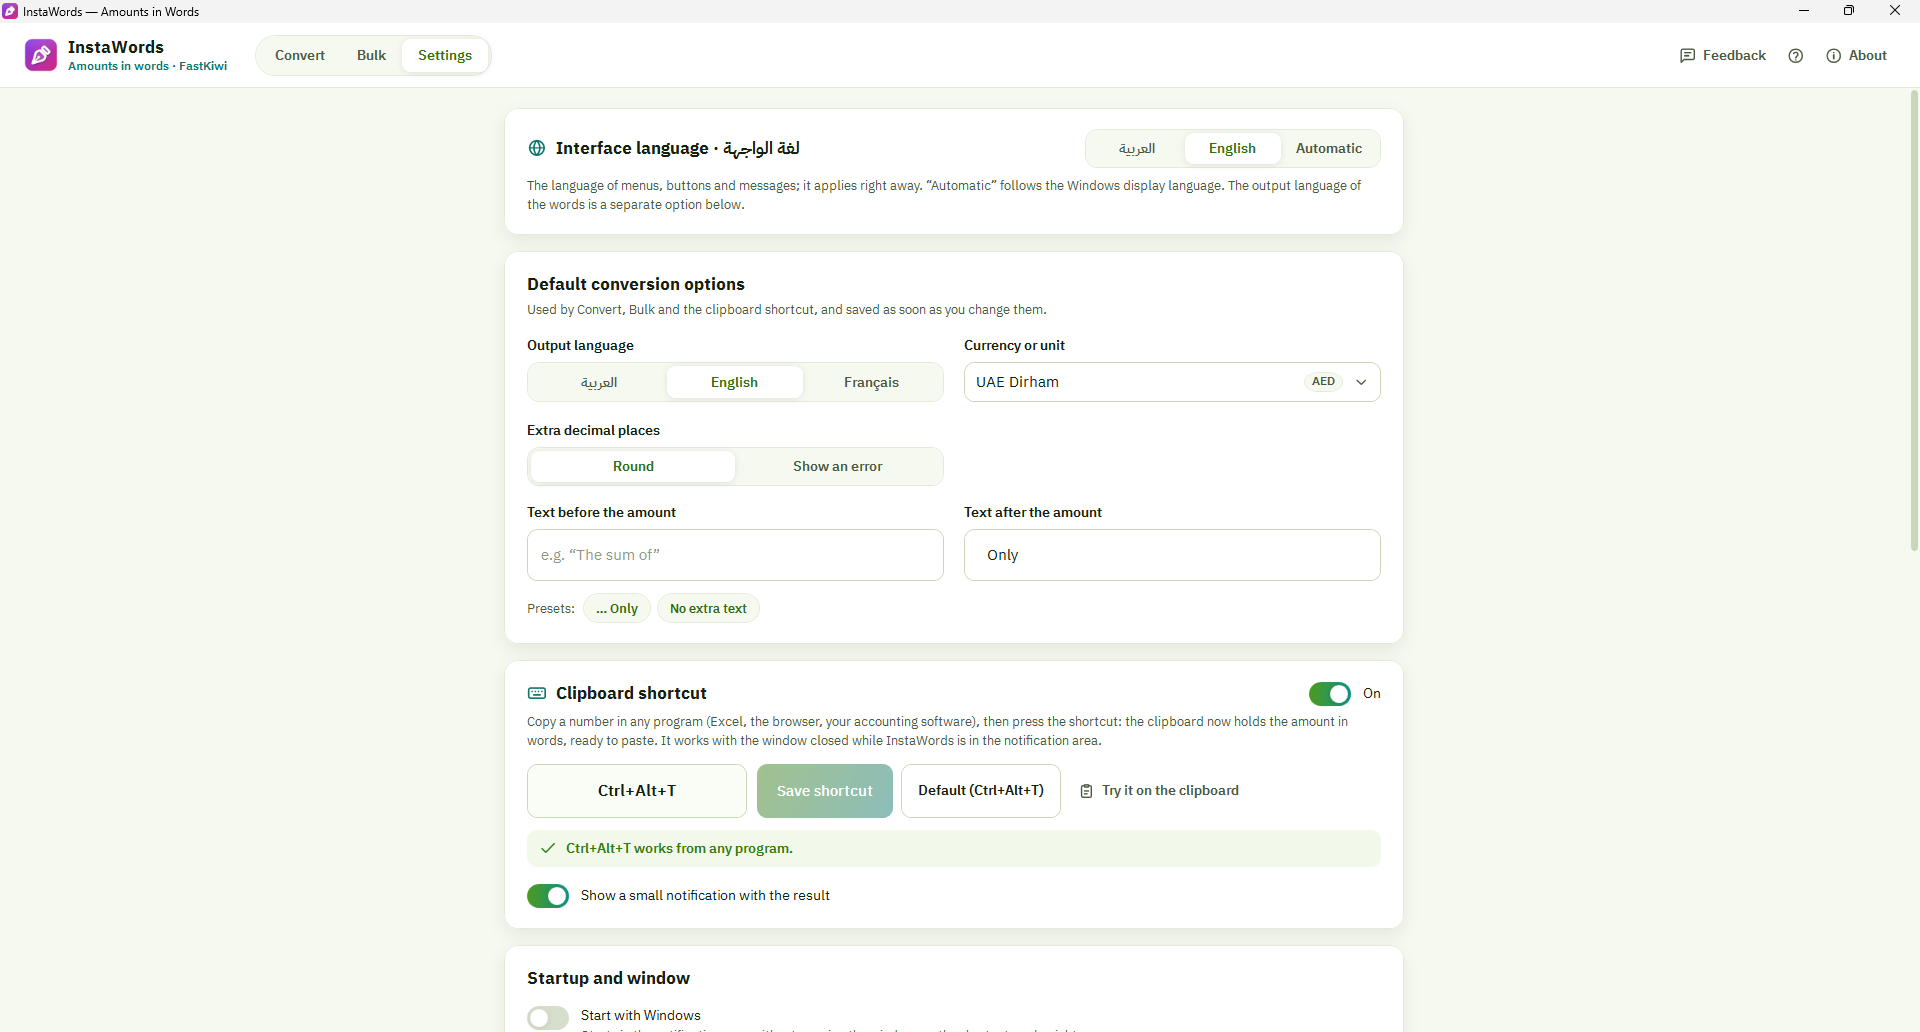 InstaWords — Amounts in Words
InstaWords
Amounts in words · FastKiwi
Convert
Bulk
Settings
Feedback
About
Interface language · لغة الواجهة
العربية
English
Automatic
The language of menus, buttons and messages; it applies right away. “Automatic” follows the Windows display language. The output language of
the words is a separate option below.
Default conversion options
Used by Convert, Bulk and the clipboard shortcut, and saved as soon as you change them.
Output language
العربية
English
Français
Currency or unit
UAE Dirham
AED
Extra decimal places
Round
Show an error
Text before the amount
e.g. “The sum of”
Text after the amount
Only
Presets:
... Only
No extra text
Clipboard shortcut
On
Copy a number in any program (Excel, the browser, your accounting software), then press the shortcut: the clipboard now holds the amount in
words, ready to paste. It works with the window closed while InstaWords is in the notification area.
Ctrl+Alt+T
Save shortcut
Default (Ctrl+Alt+T)
Try it on the clipboard
Ctrl+Alt+T works from any program.
Show a small notification with the result
Startup and window
Start with Windows